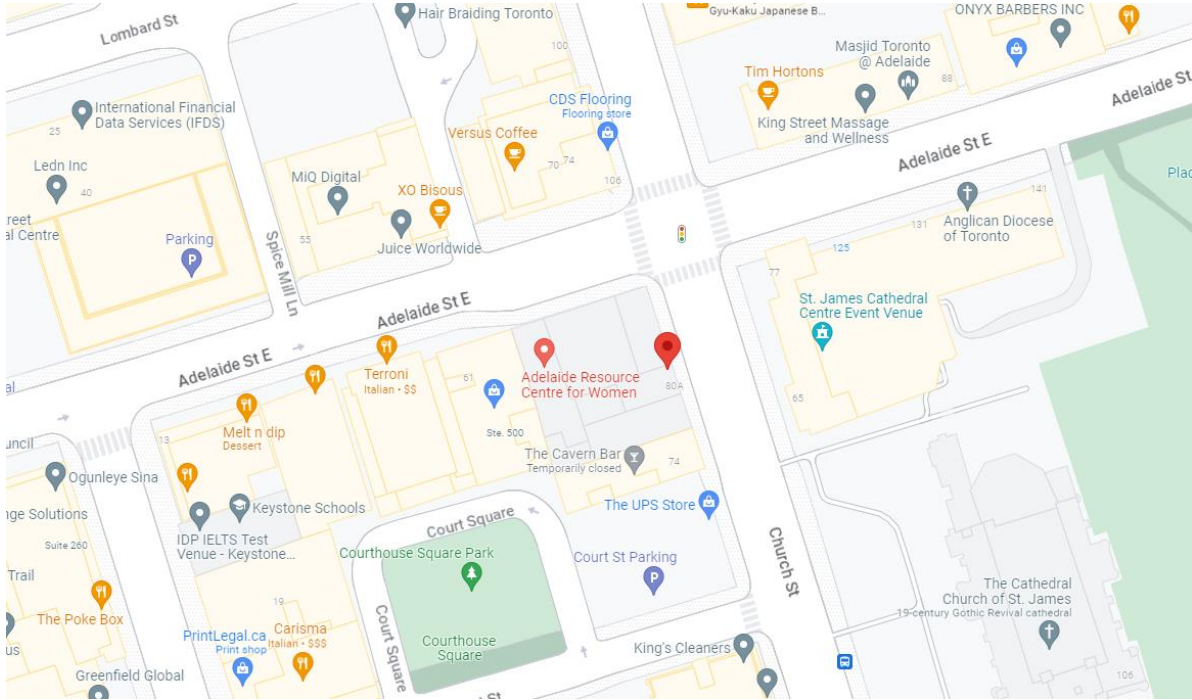 Lombard St
Hair Braiding Toronto
Gyu-Kaku Japanese B...
ONYX BARBERS INC
100
Masjid Toronto
@ Adelaide
88
Adelaide St
Tim Hortons
International Financial
Data Services (IFDS)
25
CDS Flooring
Flooring store
King Street Massage
and Wellness
Versus Coffee
Adelaide St E
Ledn Inc
40
MiQ Digital
70
74
106
Plac
XO Bisous
141
reet
al Centre
Parking
Spice Mill Ln
55
Juice Worldwide
131
Anglican Diocese
of Toronto
125
77
Adelaide St E
St. James Cathedral
Centre Event Venue
Adelaide St E
Terroni
Italian • $$
61
Adelaide Resource
Centre for Women
80A
al
65
Melt n dip
Dessert
Ste. 500
13
uncil
The Cavern Bar
Temporarily closed
74
Ogunleye Sina
Keystone Schools
The UPS Store
nge Solutions
Court Square
IDP IELTS Test
Venue - Keystone...
Suite 260
Courthouse Square Park
Court St Parking
Church St
Trail
The Cathedral
Church of St. James
19-century Gothic Revival cathedral
19
The Poke Box
PrintLegal.ca
Print shop
Carisma
Italian • $$$
Court Square
Courthouse
Square
King's Cleaners
us
Greenfield Global
106
St